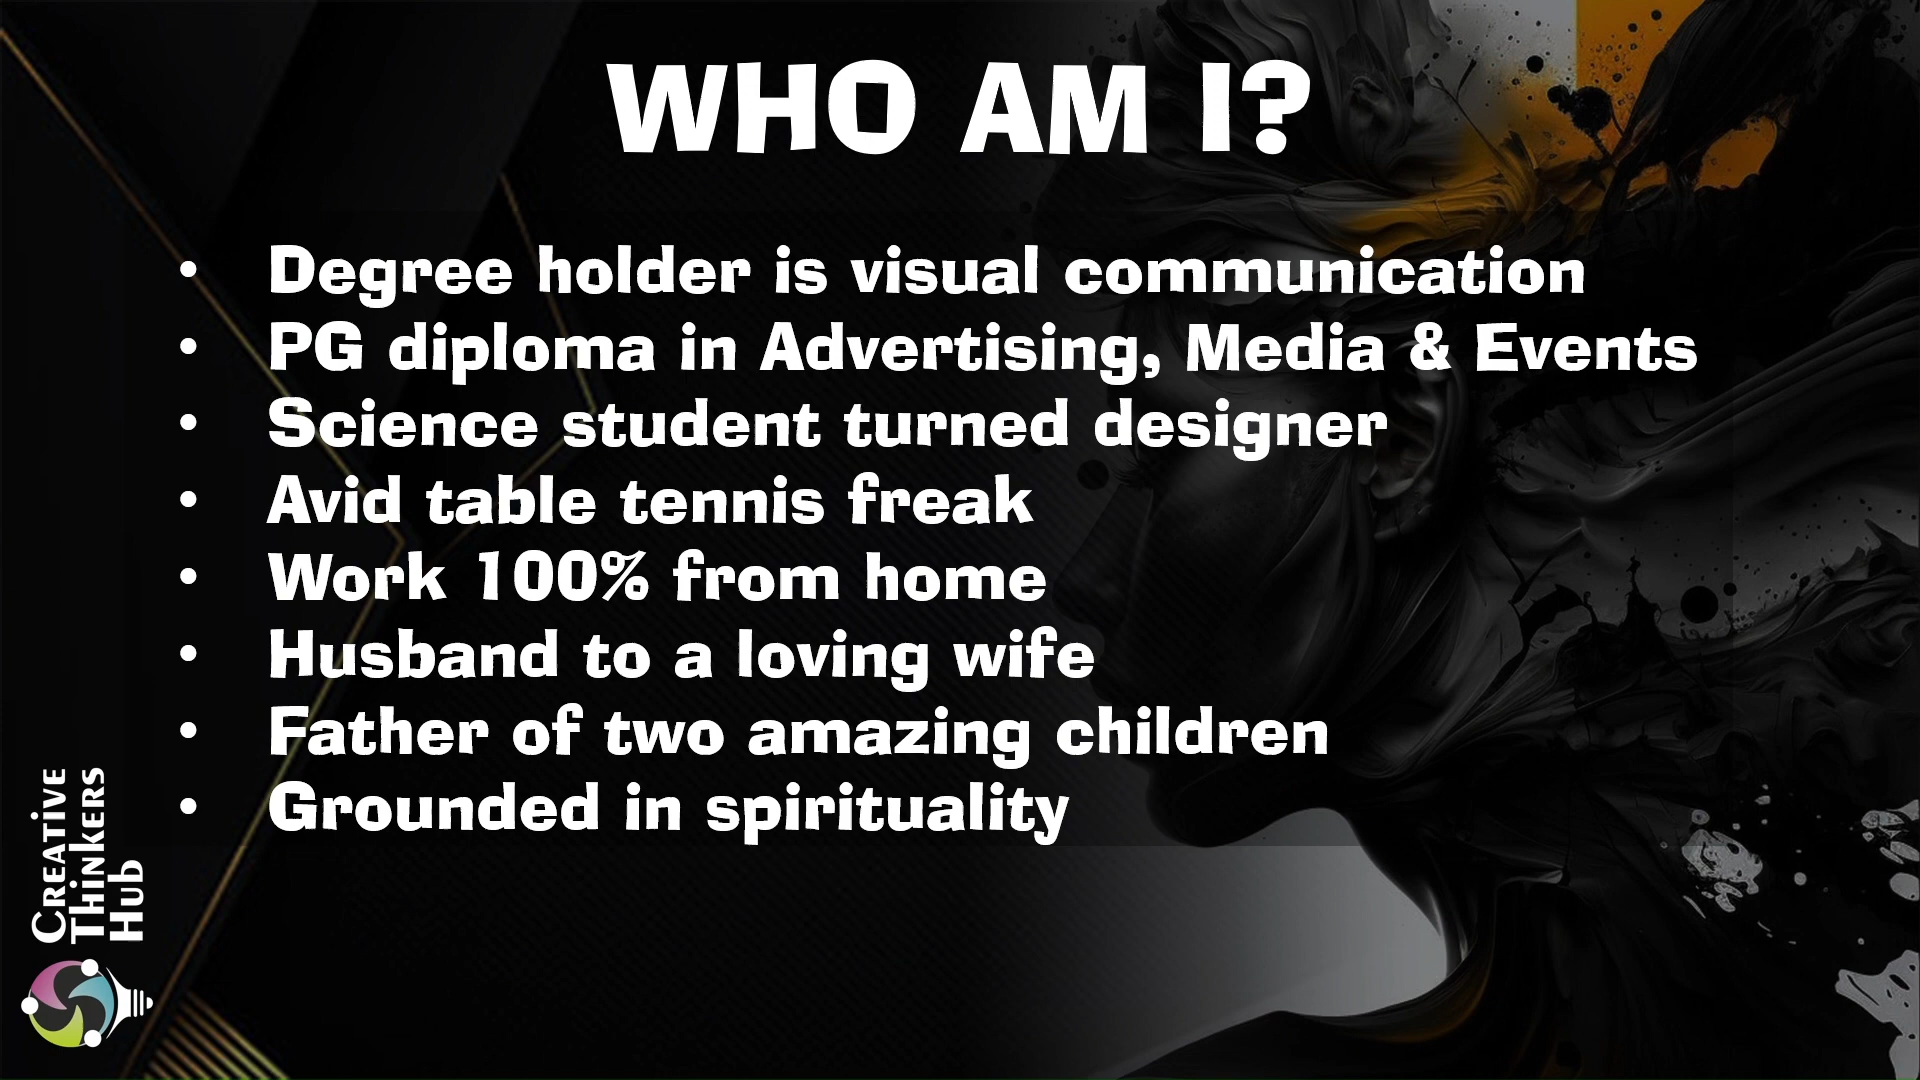 WHO AM I?
• Degree holder is visual communication
• PG diploma in Advertising, Media & Events
• Science student turned designer
• Avid table tennis freak
• Work 100% from home
• Husband to a loving wife
• Father of two amazing children
• Grounded in spirituality
Creative
Thinkers
Hub